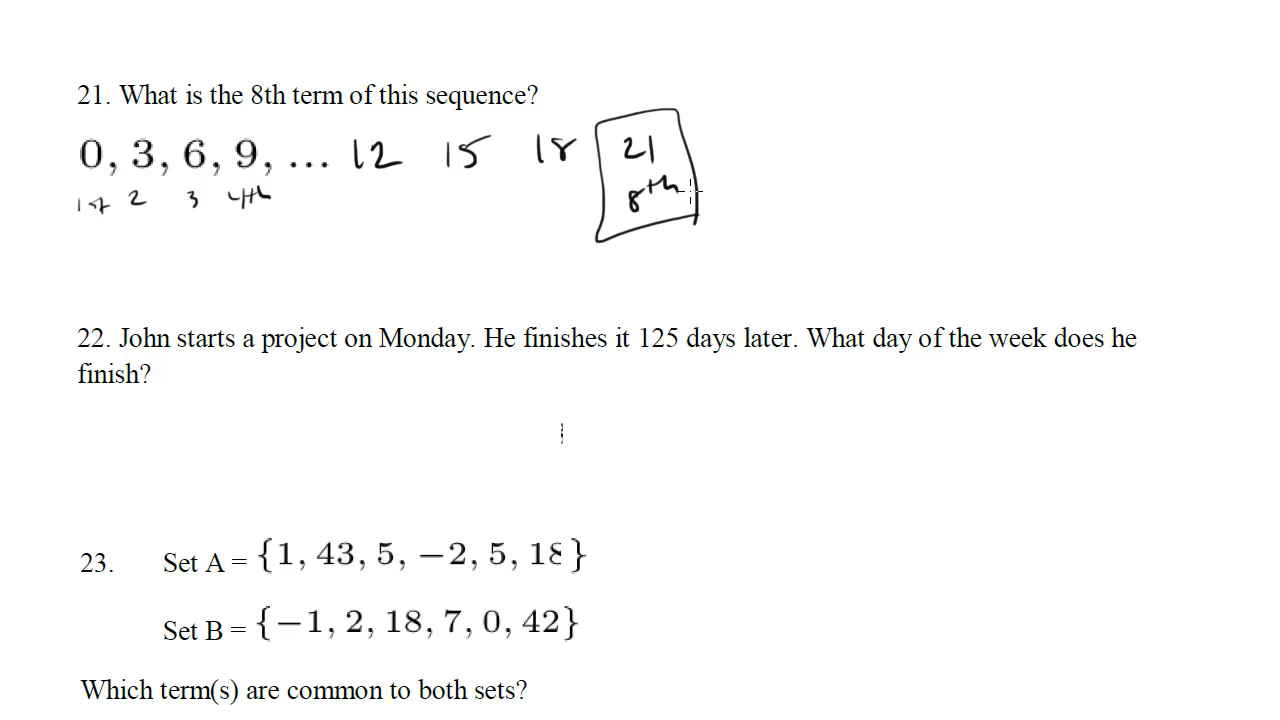 21. What is the 8th term of this sequence?
0, 3, 6, 9, ... 12 15 18 21
1st 2 3 4th 8th
22. John starts a project on Monday. He finishes it 125 days later. What day of the week does he
finish?
23. Set A = {1, 43, 5, −2, 5, 18}
Set B = {−1, 2, 18, 7, 0, 42}
Which term(s) are common to both sets?